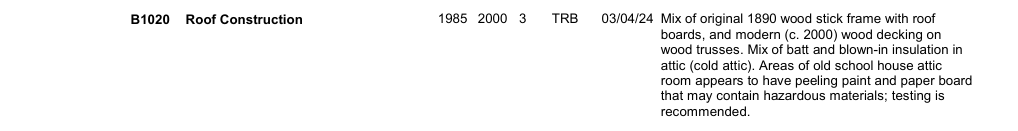 B1020 Roof Construction 1985 2000 3 TRB 03/04/24 Mix of original 1890 wood stick frame with roof
boards, and modern (c. 2000) wood decking on
wood trusses. Mix of batt and blown-in insulation in
attic (cold attic). Areas of old school house attic
room appears to have peeling paint and paper board
that may contain hazardous materials; testing is
recommended.